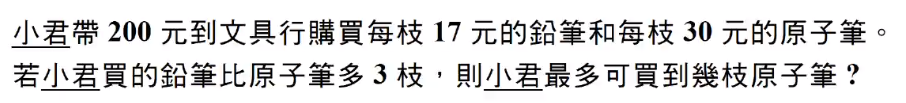 小君帶 200 元到文具行購買每枝 17 元的鉛筆和每枝 30 元的原子筆。
若小君買的鉛筆比原子筆多 3 枝，則小君最多可買到幾枝原子筆？